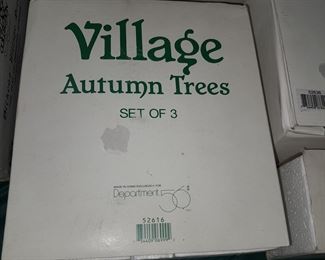 Village
Autumn Trees
SET OF 3
Department 56
52616